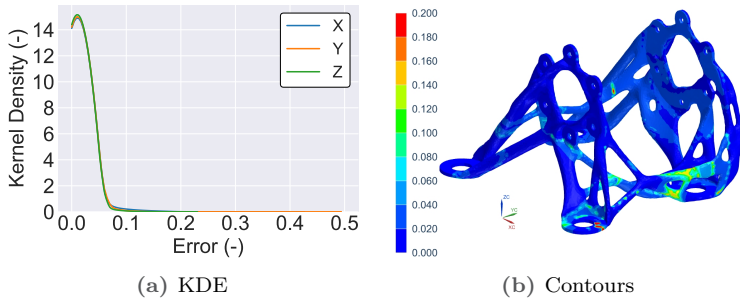 Kernel Density (-)
14
12
10
8
6
4
2
0
0.0 0.1 0.2 0.3 0.4 0.5
Error (-)
X
Y
Z
(a) KDE
0.200
0.180
0.160
0.140
0.120
0.100
0.080
0.060
0.040
0.020
0.000
ZC
YC
XC
(b) Contours